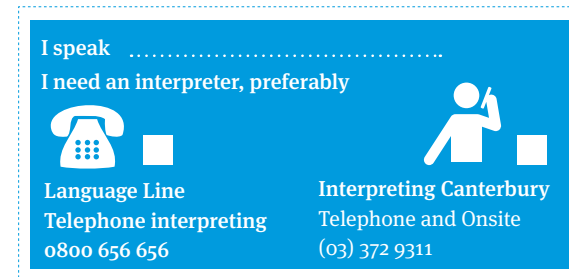 I speak ........................................
I need an interpreter, preferably
Language Line
Telephone interpreting
0800 656 656
Interpreting Canterbury
Telephone and Onsite
(03) 372 9311